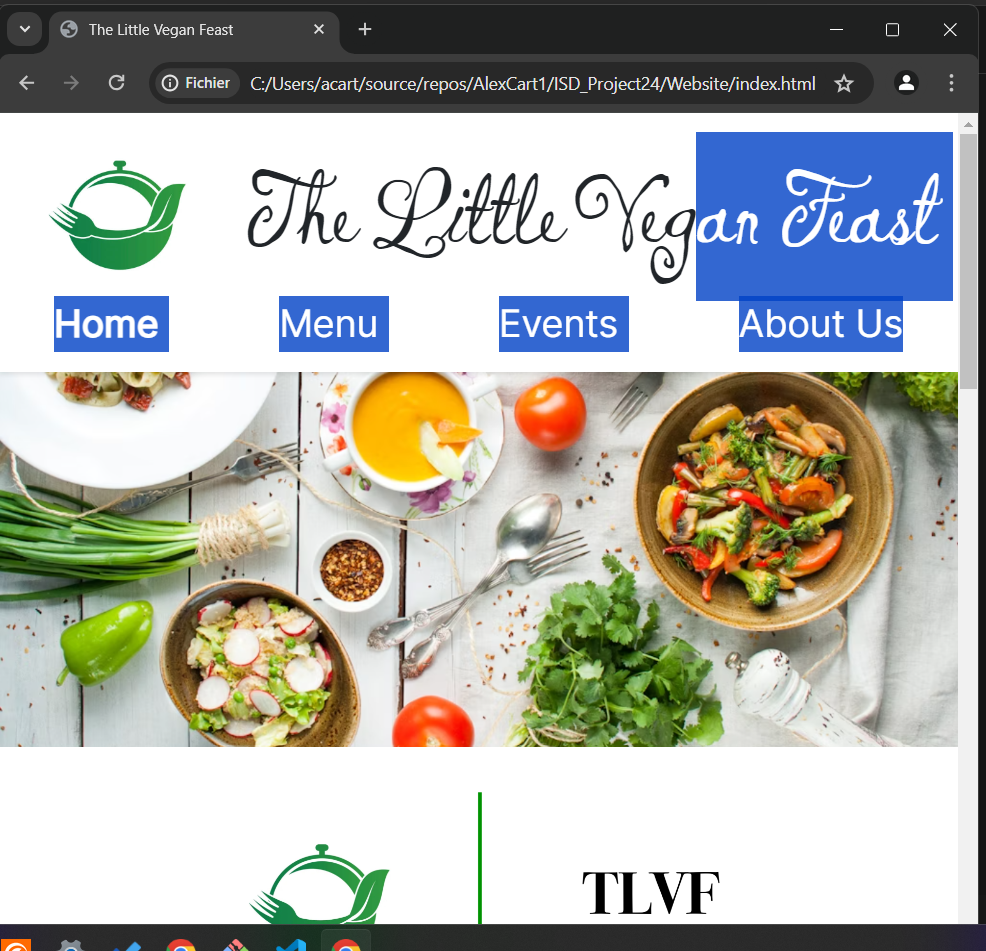 The Little Vegan Feast
Fichier C:/Users/acart/source/repos/AlexCart1/ISD_Project24/Website/index.html
The Little Vegan Feast
Home Menu Events About Us
TLVF